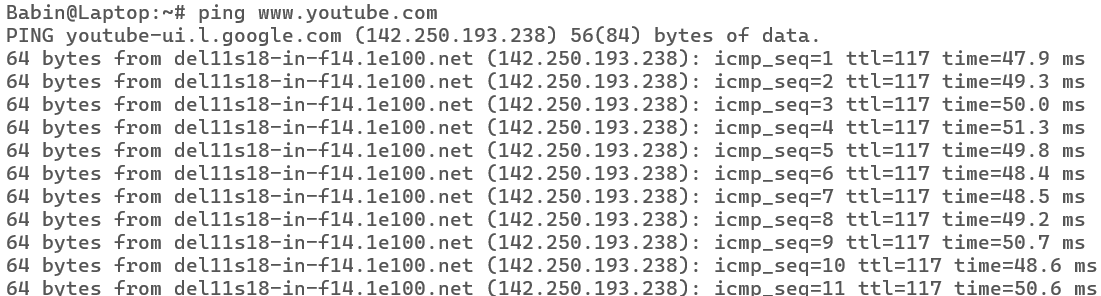 Babin@Laptop:~# ping www.youtube.com
PING youtube-ui.l.google.com (142.250.193.238) 56(84) bytes of data.
64 bytes from del11s18-in-f14.1e100.net (142.250.193.238): icmp_seq=1 ttl=117 time=47.9 ms
64 bytes from del11s18-in-f14.1e100.net (142.250.193.238): icmp_seq=2 ttl=117 time=49.3 ms
64 bytes from del11s18-in-f14.1e100.net (142.250.193.238): icmp_seq=3 ttl=117 time=50.0 ms
64 bytes from del11s18-in-f14.1e100.net (142.250.193.238): icmp_seq=4 ttl=117 time=51.3 ms
64 bytes from del11s18-in-f14.1e100.net (142.250.193.238): icmp_seq=5 ttl=117 time=49.8 ms
64 bytes from del11s18-in-f14.1e100.net (142.250.193.238): icmp_seq=6 ttl=117 time=48.4 ms
64 bytes from del11s18-in-f14.1e100.net (142.250.193.238): icmp_seq=7 ttl=117 time=48.5 ms
64 bytes from del11s18-in-f14.1e100.net (142.250.193.238): icmp_seq=8 ttl=117 time=49.2 ms
64 bytes from del11s18-in-f14.1e100.net (142.250.193.238): icmp_seq=9 ttl=117 time=50.7 ms
64 bytes from del11s18-in-f14.1e100.net (142.250.193.238): icmp_seq=10 ttl=117 time=48.6 ms
64 bytes from del11s18-in-f14.1e100.net (142.250.193.238): icmp_seq=11 ttl=117 time=50.6 ms